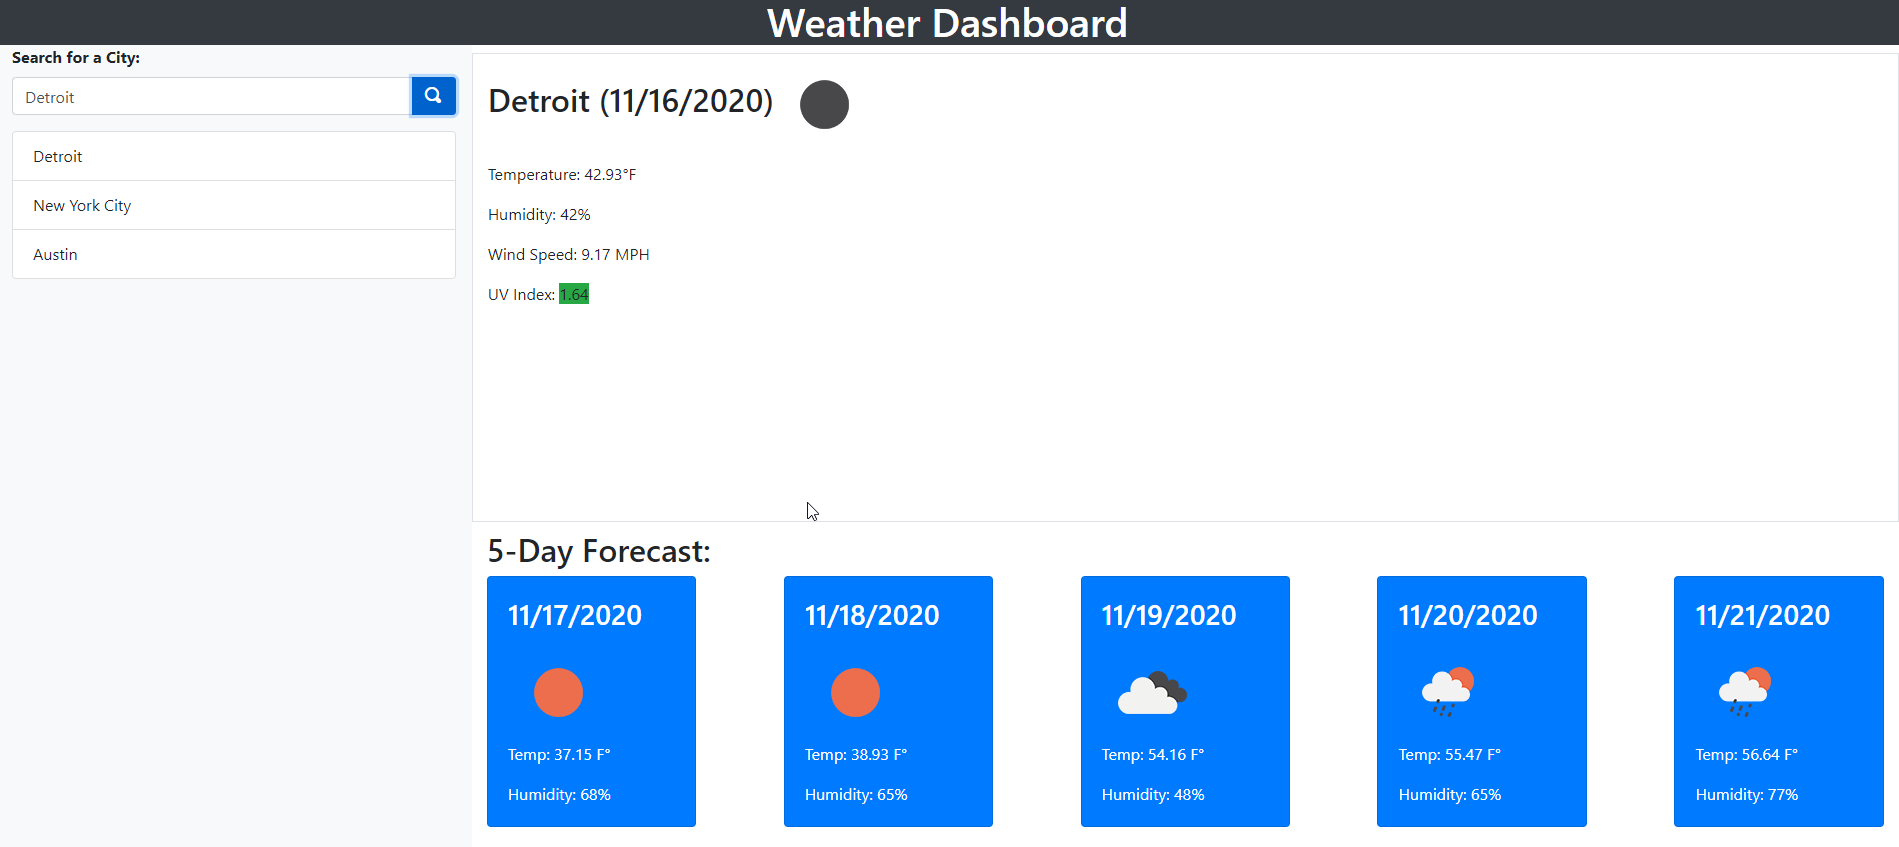 Weather Dashboard
Search for a City:
Detroit
Detroit
New York City
Austin
Detroit (11/16/2020)
Temperature: 42.93°F
Humidity: 42%
Wind Speed: 9.17 MPH
UV Index: 1.64
5-Day Forecast:
11/17/2020
Temp: 37.15 F°
Humidity: 68%
11/18/2020
Temp: 38.93 F°
Humidity: 65%
11/19/2020
Temp: 54.16 F°
Humidity: 48%
11/20/2020
Temp: 55.47 F°
Humidity: 65%
11/21/2020
Temp: 56.64 F°
Humidity: 77%